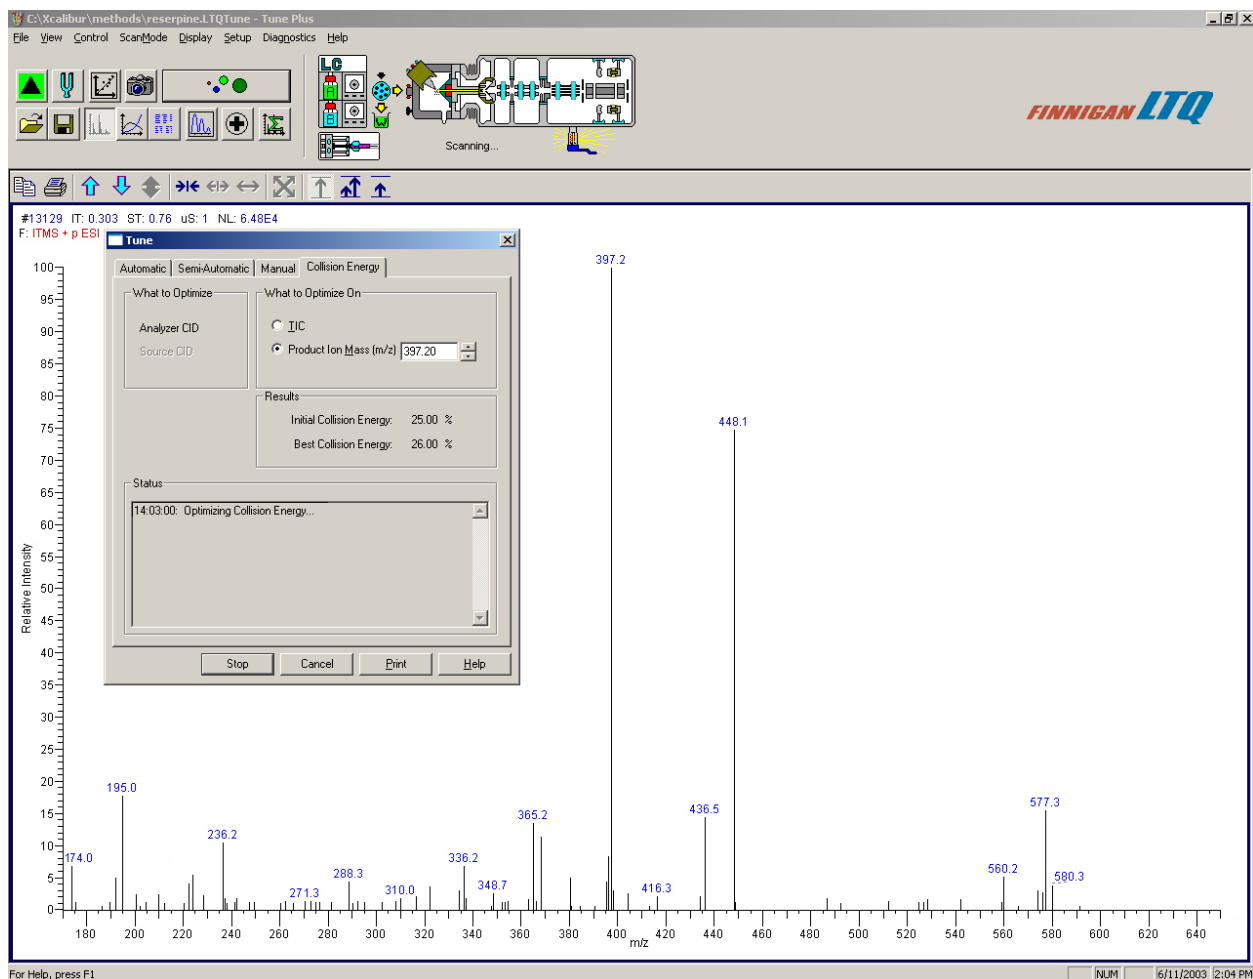 C:\Xcalibur\methods\reserpine.LTQTune - Tune Plus
File View Control ScanMode Display Setup Diagnostics Help
LC
A
B
Scanning...
FINNIGAN LTQ
#13129 IT: 0.303 ST: 0.76 uS: 1 NL: 6.48E4
F: ITMS + p ESI
Tune
Automatic Semi-Automatic Manual Collision Energy
What to Optimize
Analyzer CID
Source CID
What to Optimize On
TIC
Product Ion Mass (m/z) 397.20
Results
Initial Collision Energy: 25.00 %
Best Collision Energy: 26.00 %
Status
14:03:00: Optimizing Collision Energy...
Stop Cancel Print Help
Relative Intensity
100
95
90
85
80
75
70
65
60
55
50
45
40
35
30
25
20
15
10
5
0
174.0
195.0
236.2
271.3
288.3
310.0
336.2
348.7
365.2
397.2
416.3
436.5
448.1
560.2
577.3
580.3
180 200 220 240 260 280 300 320 340 360 380 400 420 440 460 480 500 520 540 560 580 600 620 640
m/z
For Help, press F1
NUM 6/11/2003 2:04 PM